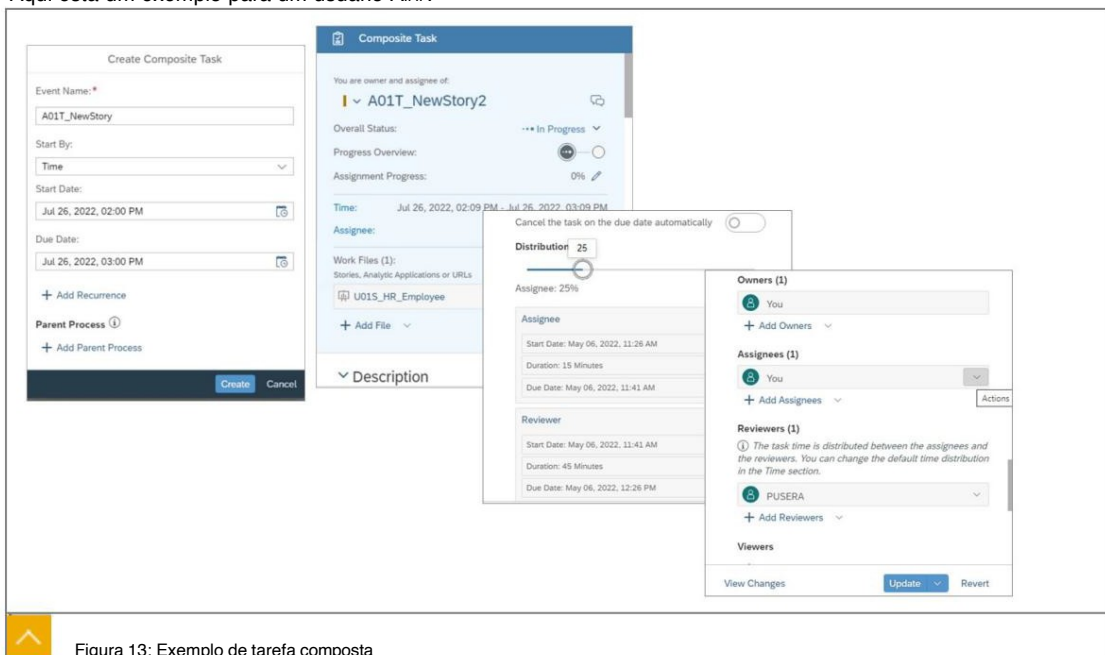 Aqui está um exemplo para um usuário A##.
Create Composite Task
Event Name:*
A01T_NewStory
Start By:
Time
Start Date:
Jul 26, 2022, 02:00 PM
Due Date:
Jul 26, 2022, 03:00 PM
+ Add Recurrence
Parent Process
+ Add Parent Process
Create Cancel
Composite Task
You are owner and assignee of:
A01T_NewStory2
Overall Status: In Progress
Progress Overview:
Assignment Progress: 0%
Time: Jul 26, 2022, 02:09 PM - Jul 26, 2022, 03:09 PM
Assignee:
Work Files (1):
Stories, Analytic Applications or URLs
U01S_HR_Employee
+ Add File
Description
Cancel the task on the due date automatically
Distribution 25
Assignee: 25%
Assignee
Start Date: May 06, 2022, 11:26 AM
Duration: 15 Minutes
Due Date: May 06, 2022, 11:41 AM
Reviewer
Start Date: May 06, 2022, 11:41 AM
Duration: 45 Minutes
Due Date: May 06, 2022, 12:26 PM
Owners (1)
You
+ Add Owners
Assignees (1)
You
+ Add Assignees
Actions
Reviewers (1)
The task time is distributed between the assignees and
the reviewers. You can change the default time distribution
in the Time section.
PUSERA
+ Add Reviewers
Viewers
View Changes Update Revert
Figura 13: Exemplo de tarefa composta